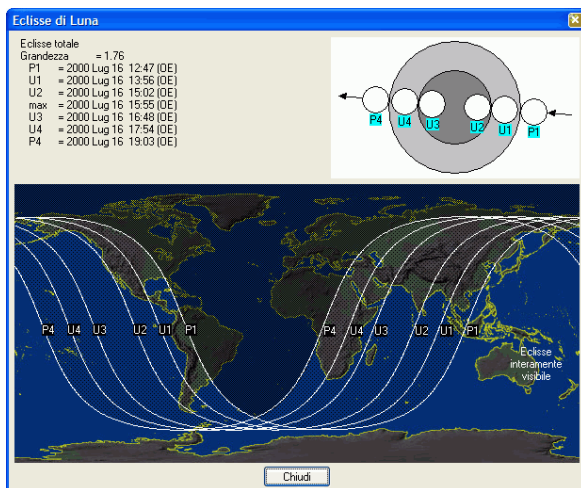 Eclisse di Luna
Eclisse totale
Grandezza = 1.76
P1 = 2000 Lug 16 12:47 (OE)
U1 = 2000 Lug 16 13:56 (OE)
U2 = 2000 Lug 16 15:02 (OE)
max = 2000 Lug 16 15:55 (OE)
U3 = 2000 Lug 16 16:48 (OE)
U4 = 2000 Lug 16 17:54 (OE)
P4 = 2000 Lug 16 19:03 (OE)
P4 U4 U3 U2 U1 P1
P4 U4 U3 U2 U1 P1 P4 U4 U3 U2 U1 P1
Eclisse
interamente
visibile
Chiudi